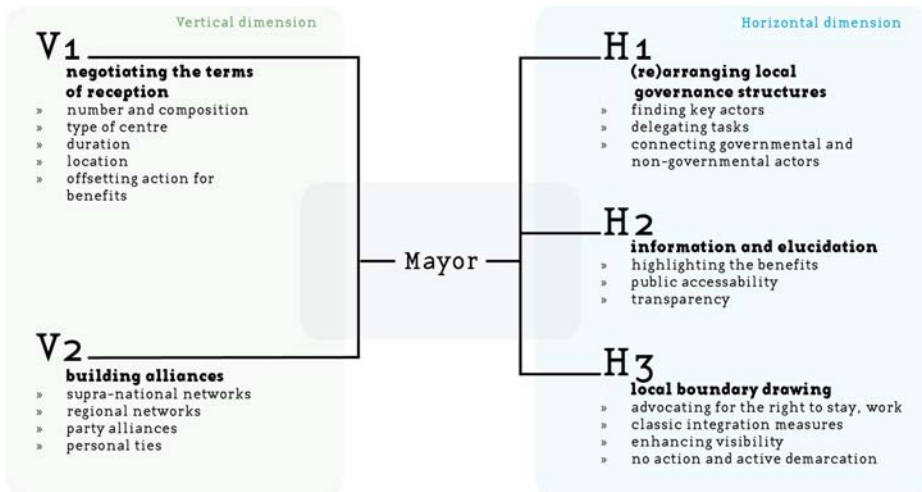 Vertical dimension
V1
negotiating the terms
of reception
» number and composition
» type of centre
» duration
» location
» offsetting action for
benefits
V2
building alliances
» supra-national networks
» regional networks
» party alliances
» personal ties
Mayor
Horizontal dimension
H1
(re)arranging local
governance structures
» finding key actors
» delegating tasks
» connecting governmental and
non-governmental actors
H2
information and elucidation
» highlighting the benefits
» public accessability
» transparency
H3
local boundary drawing
» advocating for the right to stay, work
» classic integration measures
» enhancing visibility
» no action and active demarcation